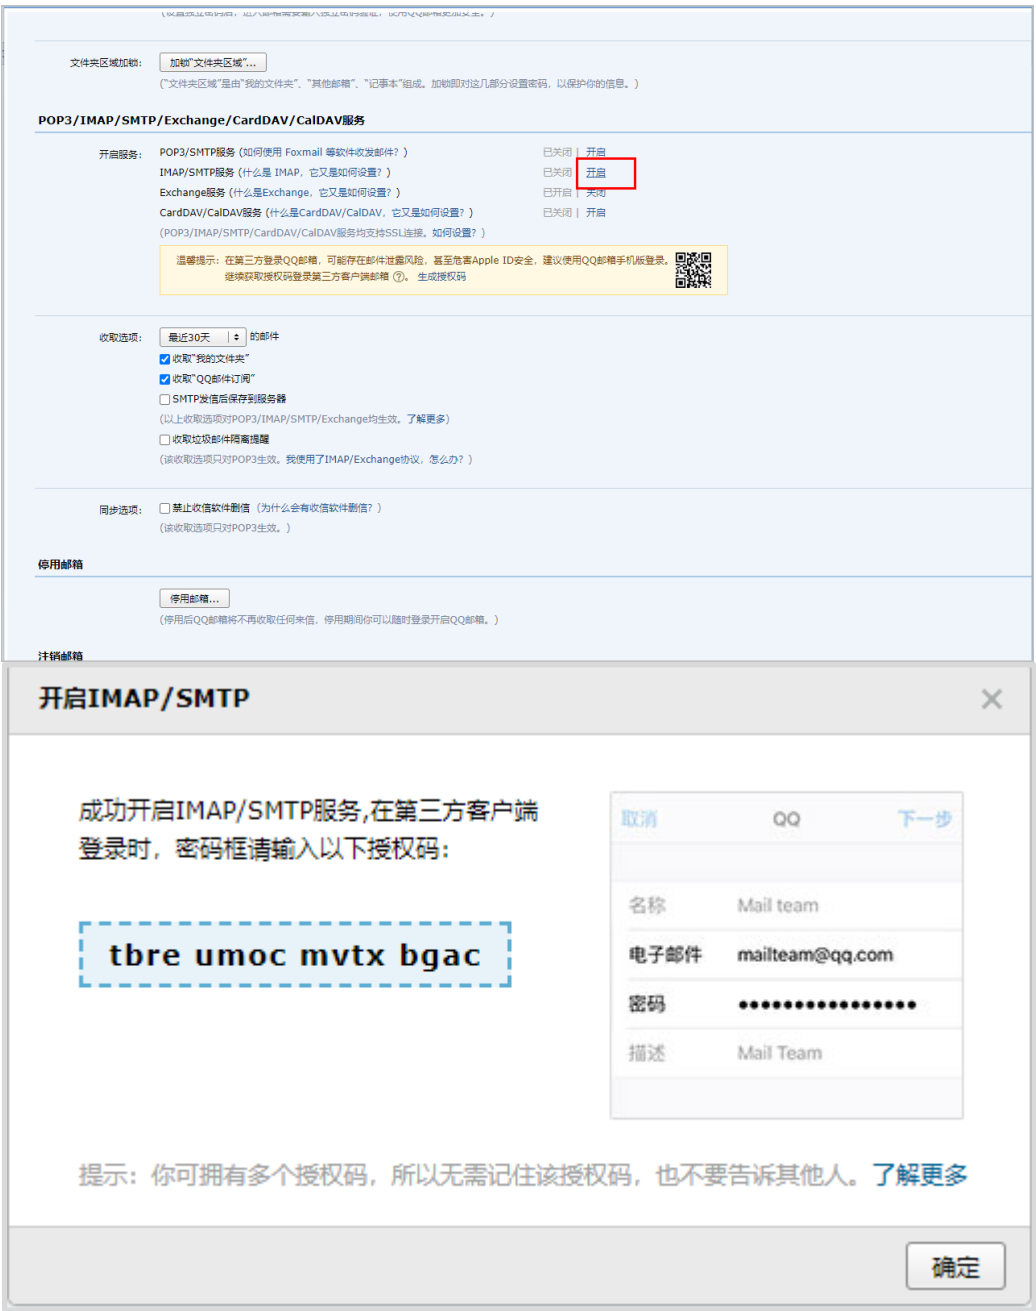 文件夹区域加锁: 加锁"文件夹区域"...
("文件夹区域"是由"我的文件夹"、"其他邮箱"、"记事本"组成。加锁即对这几部分设置密码，以保护你的信息。)
POP3/IMAP/SMTP/Exchange/CardDAV/CalDAV服务
开启服务: POP3/SMTP服务 (如何使用 Foxmail 等软件收发邮件？) 已关闭 | 开启
IMAP/SMTP服务 (什么是 IMAP，它又是如何设置？) 已关闭 | 开启
Exchange服务 (什么是Exchange，它又是如何设置？) 已开启 | 关闭
CardDAV/CalDAV服务 (什么是CardDAV/CalDAV，它又是如何设置？) 已关闭 | 开启
(POP3/IMAP/SMTP/CardDAV/CalDAV服务均支持SSL连接。如何设置？)
温馨提示: 在第三方登录QQ邮箱，可能存在邮件泄露风险，甚至危害Apple ID安全，建议使用QQ邮箱手机版登录。
继续获取授权码登录第三方客户端邮箱 ?。 生成授权码
收取选项: 最近30天 的邮件
收取"我的文件夹"
收取"QQ邮件订阅"
SMTP发信后保存到服务器
(以上收取选项对POP3/IMAP/SMTP/Exchange均生效。了解更多)
收取垃圾邮件隔离提醒
(该收取选项只对POP3生效。我使用了IMAP/Exchange协议，怎么办？)
同步选项: 禁止收信软件删信 (为什么会有收信软件删信？)
(该收取选项只对POP3生效。)
停用邮箱
停用邮箱...
(停用后QQ邮箱将不再收取任何来信，停用期间你可以随时登录开启QQ邮箱。)
注销邮箱
开启IMAP/SMTP
成功开启IMAP/SMTP服务,在第三方客户端
登录时，密码框请输入以下授权码:
tbre umoc mvtx bgac
取消 QQ 下一步
名称 Mail team
电子邮件 mailteam@qq.com
密码 ••••••••••••••••
描述 Mail Team
提示: 你可拥有多个授权码，所以无需记住该授权码，也不要告诉其他人。了解更多
确定